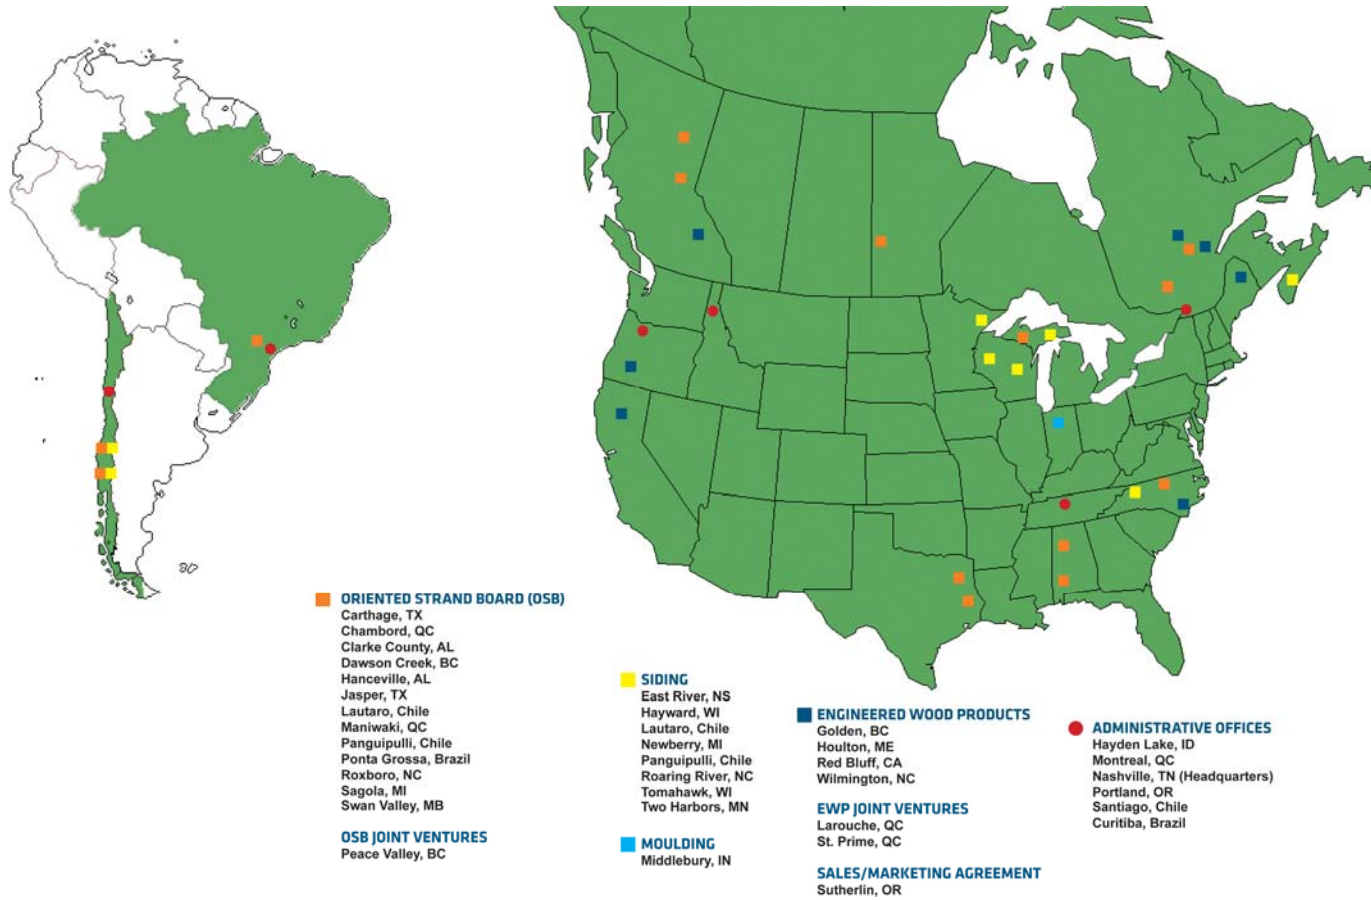 ORIENTED STRAND BOARD (OSB)
Carthage, TX
Chambord, QC
Clarke County, AL
Dawson Creek, BC
Hanceville, AL
Jasper, TX
Lautaro, Chile
Maniwaki, QC
Panguipulli, Chile
Ponta Grossa, Brazil
Roxboro, NC
Sagola, MI
Swan Valley, MB
OSB JOINT VENTURES
Peace Valley, BC
SIDING
East River, NS
Hayward, WI
Lautaro, Chile
Newberry, MI
Panguipulli, Chile
Roaring River, NC
Tomahawk, WI
Two Harbors, MN
MOULDING
Middlebury, IN
ENGINEERED WOOD PRODUCTS
Golden, BC
Houlton, ME
Red Bluff, CA
Wilmington, NC
EWP JOINT VENTURES
Larouche, QC
St. Prime, QC
SALES/MARKETING AGREEMENT
Sutherlin, OR
ADMINISTRATIVE OFFICES
Hayden Lake, ID
Montreal, QC
Nashville, TN (Headquarters)
Portland, OR
Santiago, Chile
Curitiba, Brazil